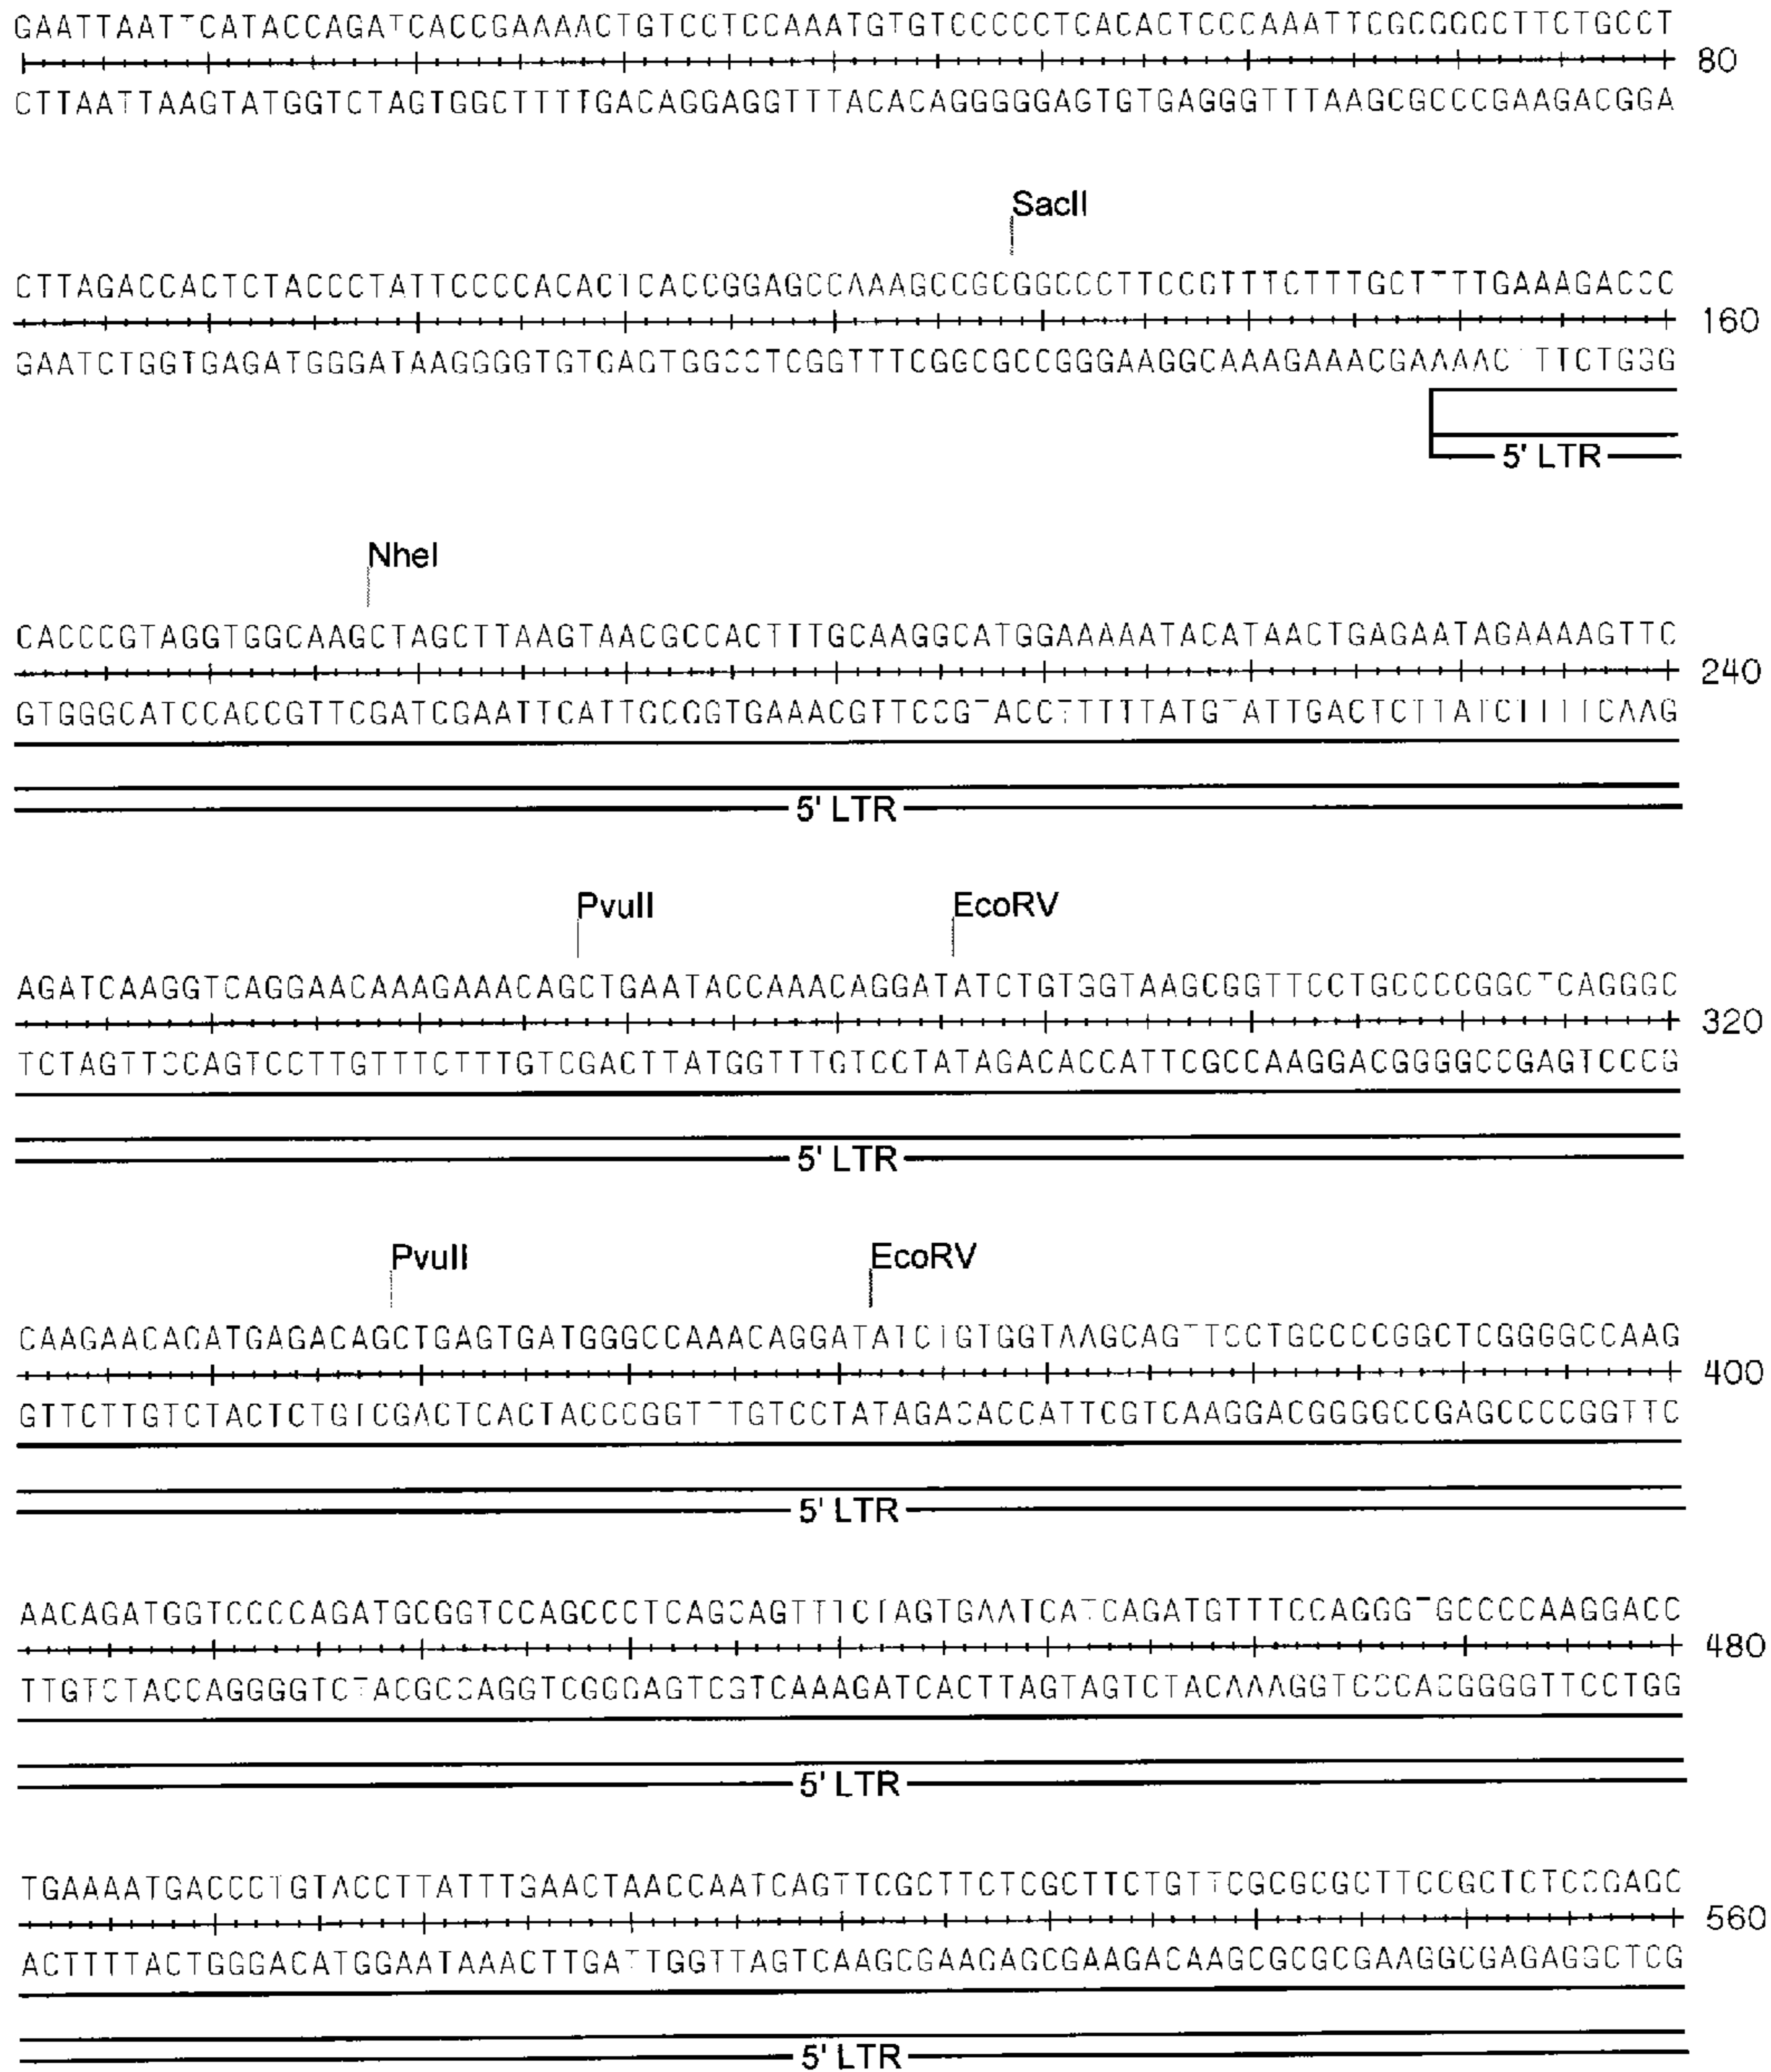 GAATTAATTCATACCAGATCACCGAAAACTGTCCTCCAAATGTGTCCCCCTCACACTCCCAAATTCGCGGGCTTCTGCCT
80
CTTAATTAAGTATGGTCTAGTGGCTTTTGACAGGAGGTTTACACAGGGGGAGTGTGAGGGTTTAAGCGCCCGAAGACGGA
SacII
CTTAGACCACTCTACCCTATTCCCCACACTCACCGGAGCCAAAGCCGCGGCCCTTCCGTTTCTTTGCTTTTGAAAGACCC
160
GAATCTGGTGAGATGGGATAAGGGGTGTGAGTGGCCTCGGTTTCGGCGCCGGGAAGGCAAAGAAACGAAAACTTTCTGGG
5' LTR
NheI
CACCCGTAGGTGGCAAGCTAGCTTAAGTAACGCCACTTTGCAAGGCATGGAAAAATACATAACTGAGAATAGAAAAGTTC
240
GTGGGCATCCACCGTTCGATCGAATTCATTGCGGTGAAACGTTCCGTACCTTTTTATGTATTGACTCTTATCTTTTCAAG
5' LTR
PvuII EcoRV
AGATCAAGGTCAGGAACAAAGAAACAGCTGAATACCAAACAGGATATCTGTGGTAAGCGGTTCCTGCCCCGGCTCAGGGC
320
TCTAGTTCCAGTCCTTGTTTCTTTGTCGACTTATGGTTTGTCCTATAGACACCATTCGCCAAGGACGGGGCCGAGTCCCG
5' LTR
PvuII EcoRV
CAAGAACAGATGAGACAGCTGAGTGATGGGCCAAACAGGATATCTGTGGTAAGCAGTTCCTGCCCCGGCTCGGGGCCAAG
400
GTTCTTGTCTACTCTGTCGACTCACTACCCGGTTTGTCCTATAGACACCATTCGTCAAGGACGGGGCCGAGCCCCGGTTC
5' LTR
AACAGATGGTCCCCAGATGCGGTCCAGCCCTCAGCAGTTTCTAGTGAATCATCAGATGTTTCCAGGGTGCCCCAAGGACC
480
TTGTCTACCAGGGGTCTACGCCAGGTCGGGAGTCGTCAAAGATCACTTAGTAGTCTACAAAGGTCCCACGGGGTTCCTGG
5' LTR
TGAAAATGACCCTGTACCTTATTTGAACTAACCAATCAGTTCGCTTCTCGCTTCTGTTCGCGCGCTTCCGCTCTCCGAGC
560
ACTTTTACTGGGACATGGAATAAACTTGATTGGTTAGTCAAGCGAAGAGCGAAGACAAGCGCGCGAAGGCGAGAGGCTCG
5' LTR